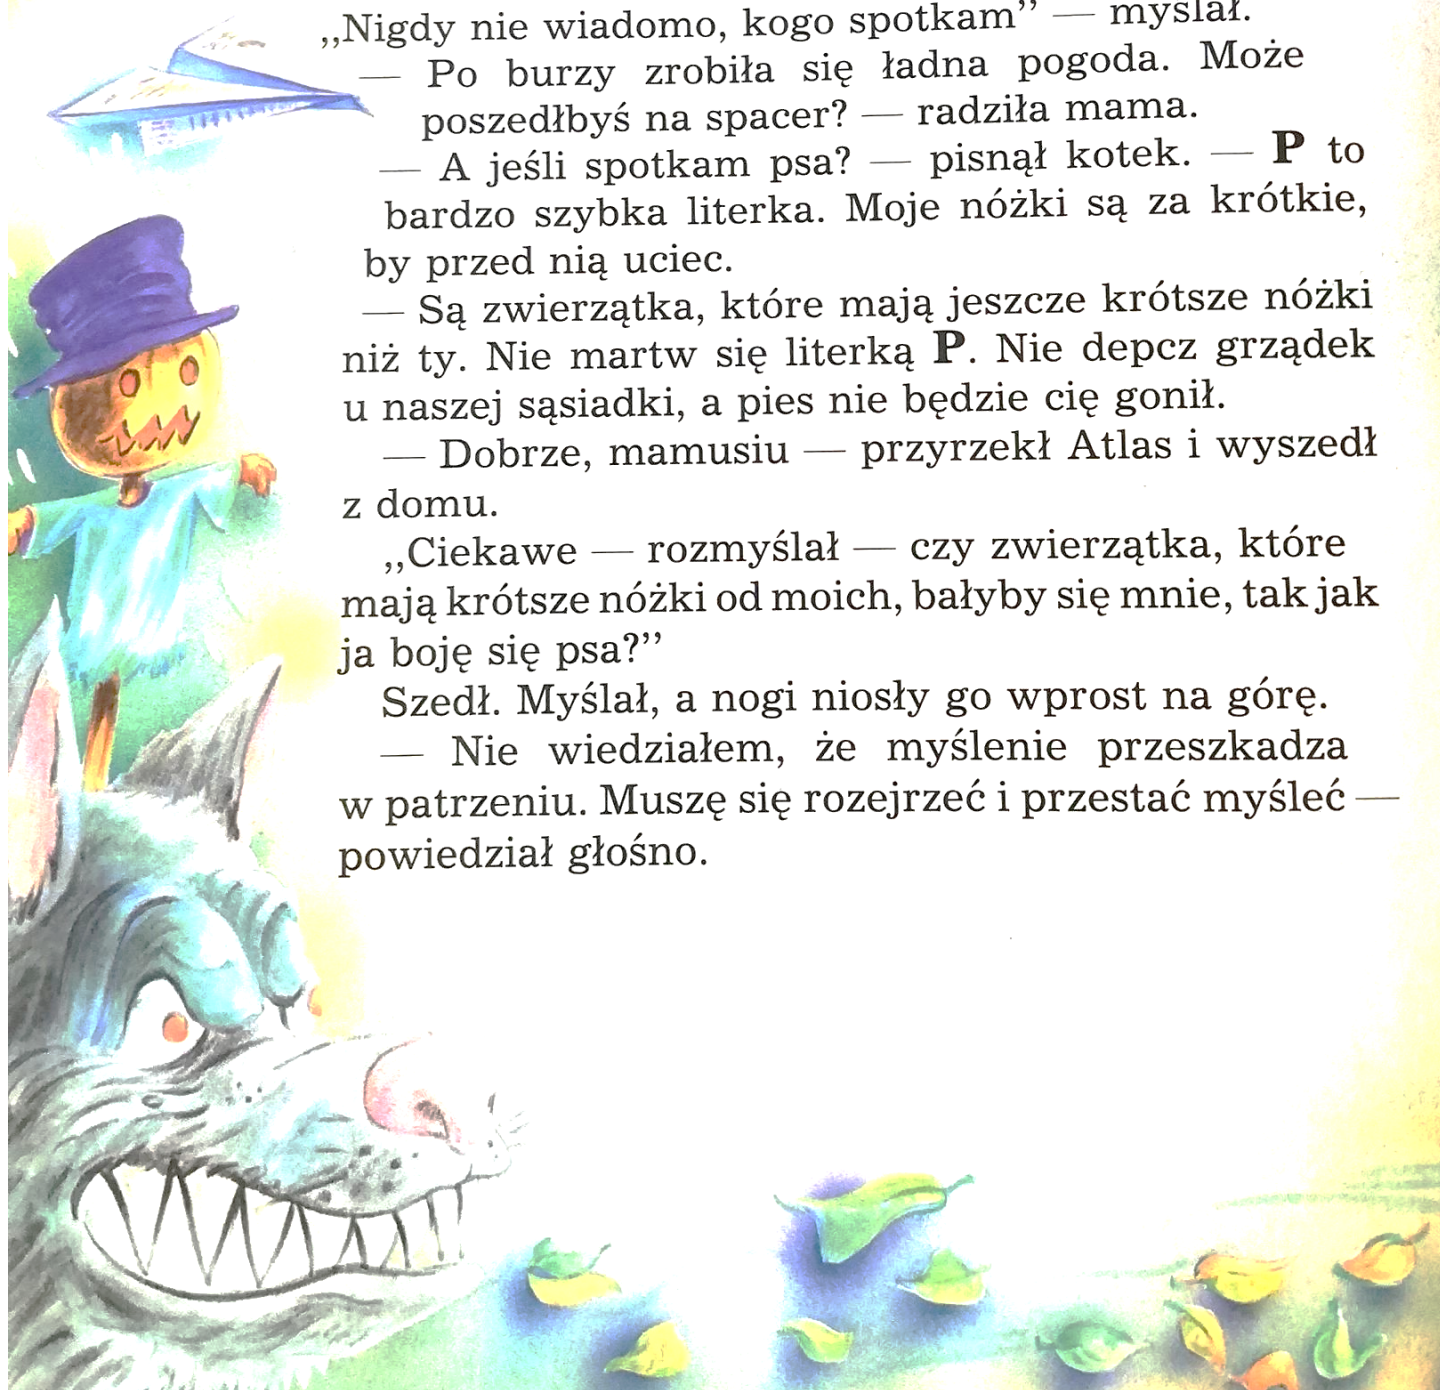 „Nigdy nie wiadomo, kogo spotkam” — myślał.
— Po burzy zrobiła się ładna pogoda. Może
poszedłbyś na spacer? — radziła mama.
— A jeśli spotkam psa? — pisnął kotek. — P to
bardzo szybka literka. Moje nóżki są za krótkie,
by przed nią uciec.
— Są zwierzątka, które mają jeszcze krótsze nóżki
niż ty. Nie martw się literką P. Nie depcz grządek
u naszej sąsiadki, a pies nie będzie cię gonił.
— Dobrze, mamusiu — przyrzekł Atlas i wyszedł
z domu.
„Ciekawe — rozmyślał — czy zwierzątka, które
mają krótsze nóżki od moich, bałyby się mnie, tak jak
ja boję się psa?”
Szedł. Myślał, a nogi niosły go wprost na górę.
— Nie wiedziałem, że myślenie przeszkadza
w patrzeniu. Muszę się rozejrzeć i przestać myśleć —
powiedział głośno.